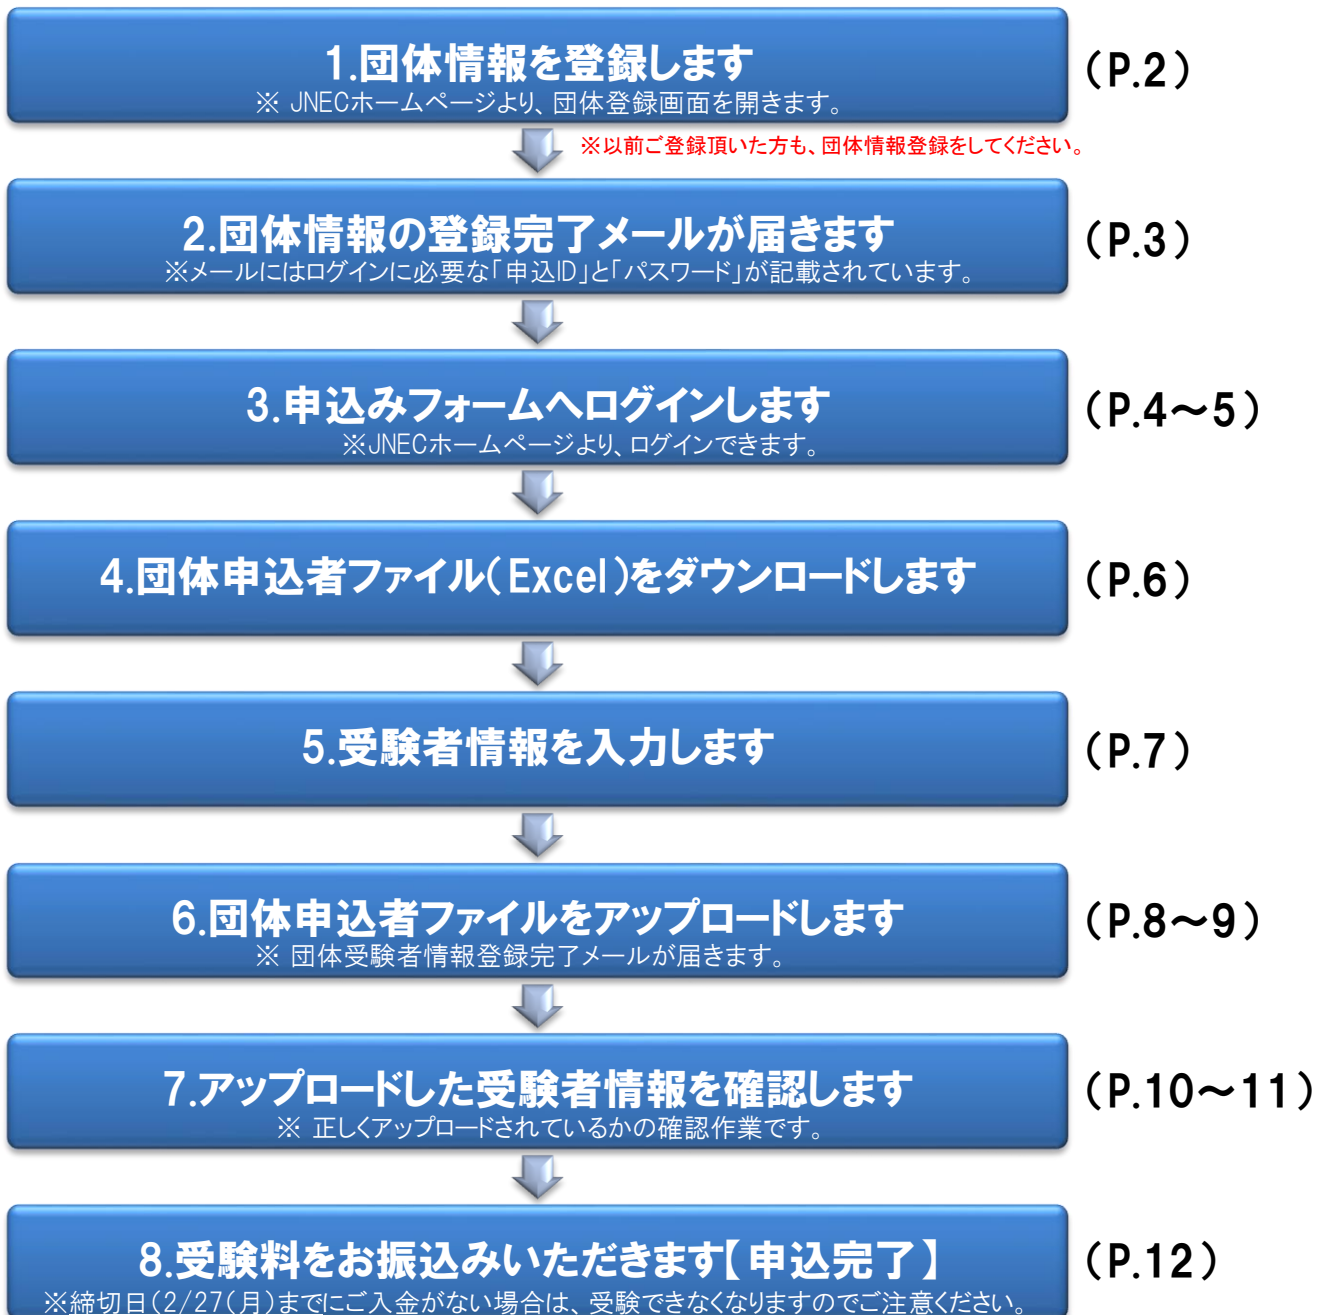 1.団体情報を登録します
(P.2)
※ JNECホームページより、団体登録画面を開きます。
※以前ご登録頂いた方も、団体情報登録をしてください。
2.団体情報の登録完了メールが届きます
(P.3)
※メールにはログインに必要な「申込ID」と「パスワード」が記載されています。
3.申込みフォームへログインします
(P.4～5)
※JNECホームページより、ログインできます。
4.団体申込者ファイル(Excel)をダウンロードします
(P.6)
5.受験者情報を入力します
(P.7)
6.団体申込者ファイルをアップロードします
(P.8～9)
※ 団体受験者情報登録完了メールが届きます。
7.アップロードした受験者情報を確認します
(P.10～11)
※ 正しくアップロードされているかの確認作業です。
8.受験料をお振込みいただきます【申込完了】
(P.12)
※締切日(2/27(月)までにご入金がない場合は、受験できなくなりますのでご注意ください。